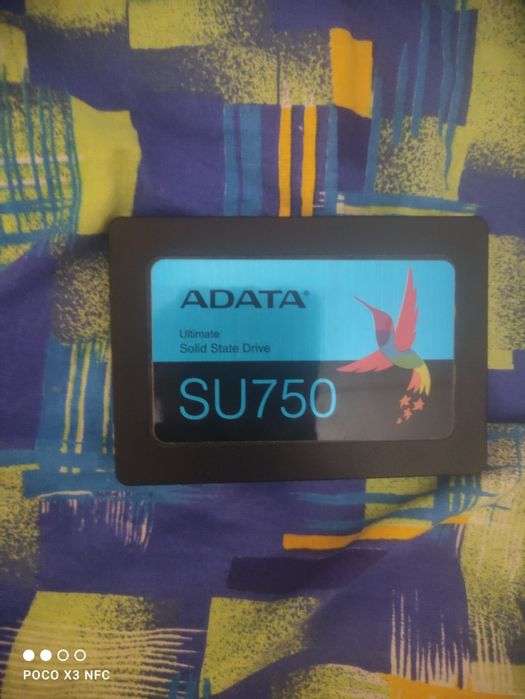 ADATA®
Ultimate
Solid State Drive
SU750
POCO X3 NFC